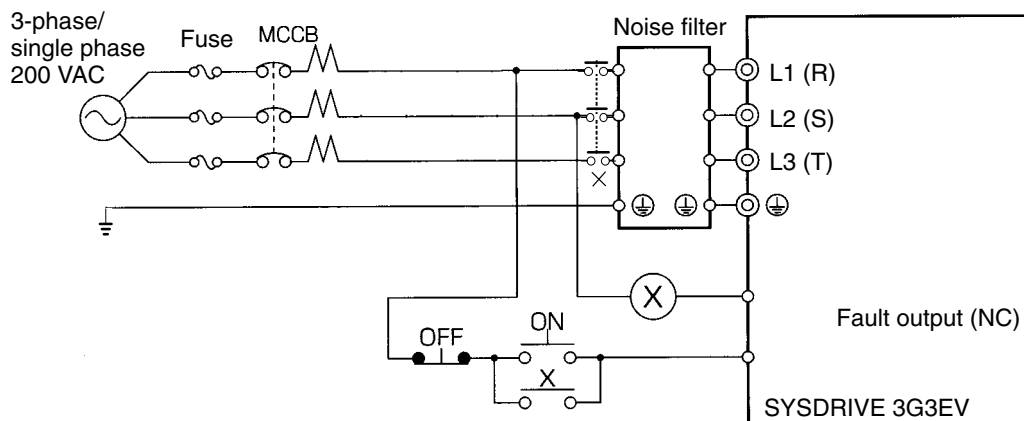 3-phase/
single phase
200 VAC
Fuse
MCCB
Noise filter
L1 (R)
L2 (S)
L3 (T)
X
X
Fault output (NC)
OFF
ON
X
SYSDRIVE 3G3EV